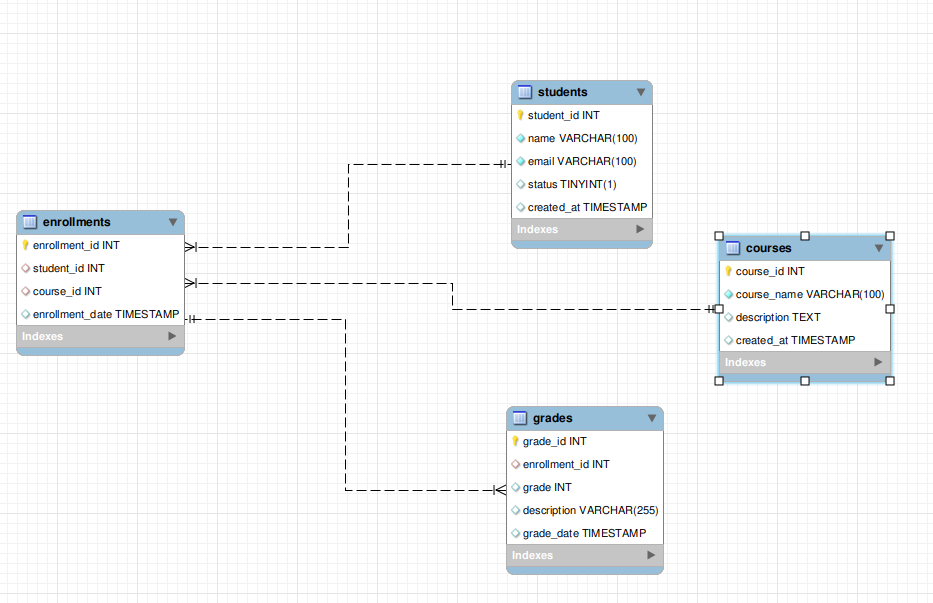 students
student_id INT
name VARCHAR(100)
email VARCHAR(100)
status TINYINT(1)
created_at TIMESTAMP
Indexes
enrollments
enrollment_id INT
student_id INT
course_id INT
enrollment_date TIMESTAMP
Indexes
courses
course_id INT
course_name VARCHAR(100)
description TEXT
created_at TIMESTAMP
Indexes
grades
grade_id INT
enrollment_id INT
grade INT
description VARCHAR(255)
grade_date TIMESTAMP
Indexes